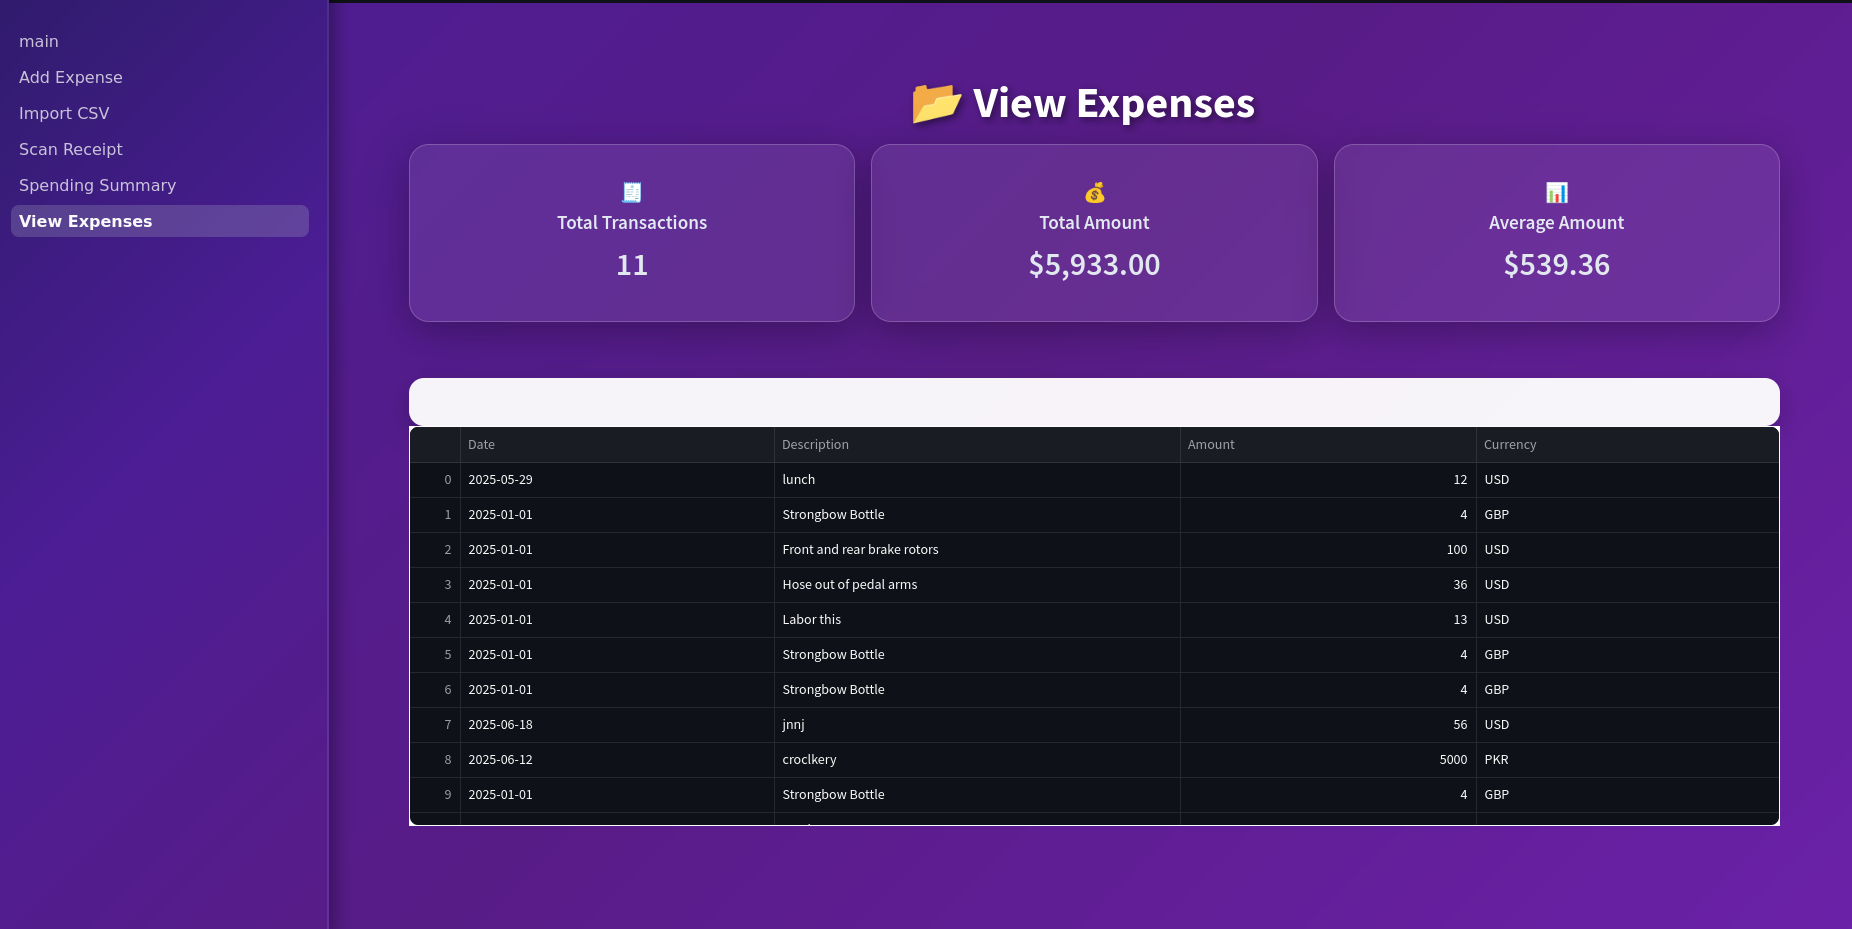 main
Add Expense
Import CSV
Scan Receipt
Spending Summary
View Expenses
📂 View Expenses
🧾
Total Transactions
11
💰
Total Amount
$5,933.00
📊
Average Amount
$539.36
Date Description Amount Currency
0 2025-05-29 lunch 12 USD
1 2025-01-01 Strongbow Bottle 4 GBP
2 2025-01-01 Front and rear brake rotors 100 USD
3 2025-01-01 Hose out of pedal arms 36 USD
4 2025-01-01 Labor this 13 USD
5 2025-01-01 Strongbow Bottle 4 GBP
6 2025-01-01 Strongbow Bottle 4 GBP
7 2025-06-18 jnnj 56 USD
8 2025-06-12 croclkery 5000 PKR
9 2025-01-01 Strongbow Bottle 4 GBP